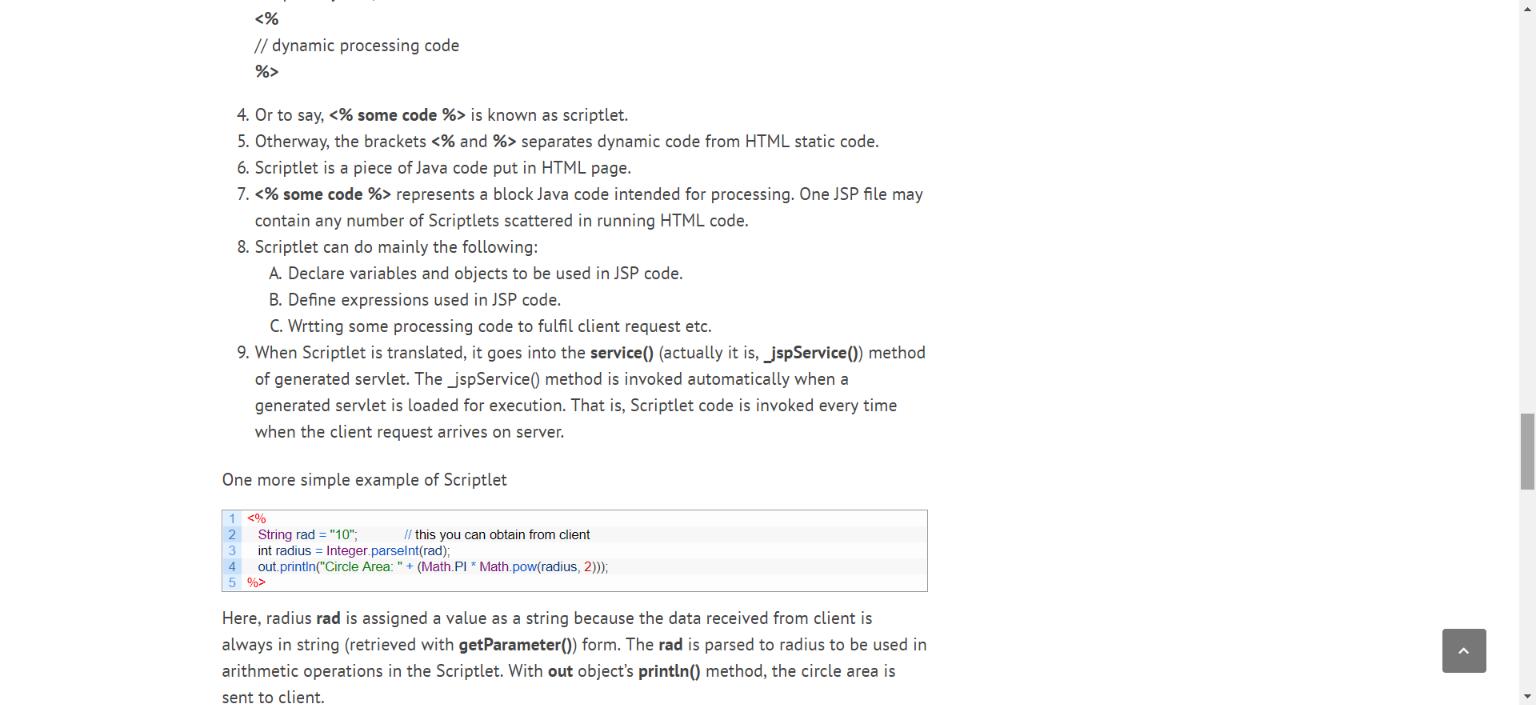 <%
// dynamic processing code
%>
4. Or to say, <% some code %> is known as scriptlet.
5. Otherway, the brackets <% and %> separates dynamic code from HTML static code.
6. Scriptlet is a piece of Java code put in HTML page.
7. <% some code %> represents a block Java code intended for processing. One JSP file may
contain any number of Scriptlets scattered in running HTML code.
8. Scriptlet can do mainly the following:
A. Declare variables and objects to be used in JSP code.
B. Define expressions used in JSP code.
C. Wrtting some processing code to fulfil client request etc.
9. When Scriptlet is translated, it goes into the service() (actually it is, _jspService()) method
of generated servlet. The _jspService() method is invoked automatically when a
generated servlet is loaded for execution. That is, Scriptlet code is invoked every time
when the client request arrives on server.
One more simple example of Scriptlet
1 <%
2 String rad = "10"; // this you can obtain from client
3 int radius = Integer.parseInt(rad);
4 out.println("Circle Area: " + (Math.PI * Math.pow(radius, 2)));
5 %>
Here, radius rad is assigned a value as a string because the data received from client is
always in string (retrieved with getParameter()) form. The rad is parsed to radius to be used in
arithmetic operations in the Scriptlet. With out object's println() method, the circle area is
sent to client.